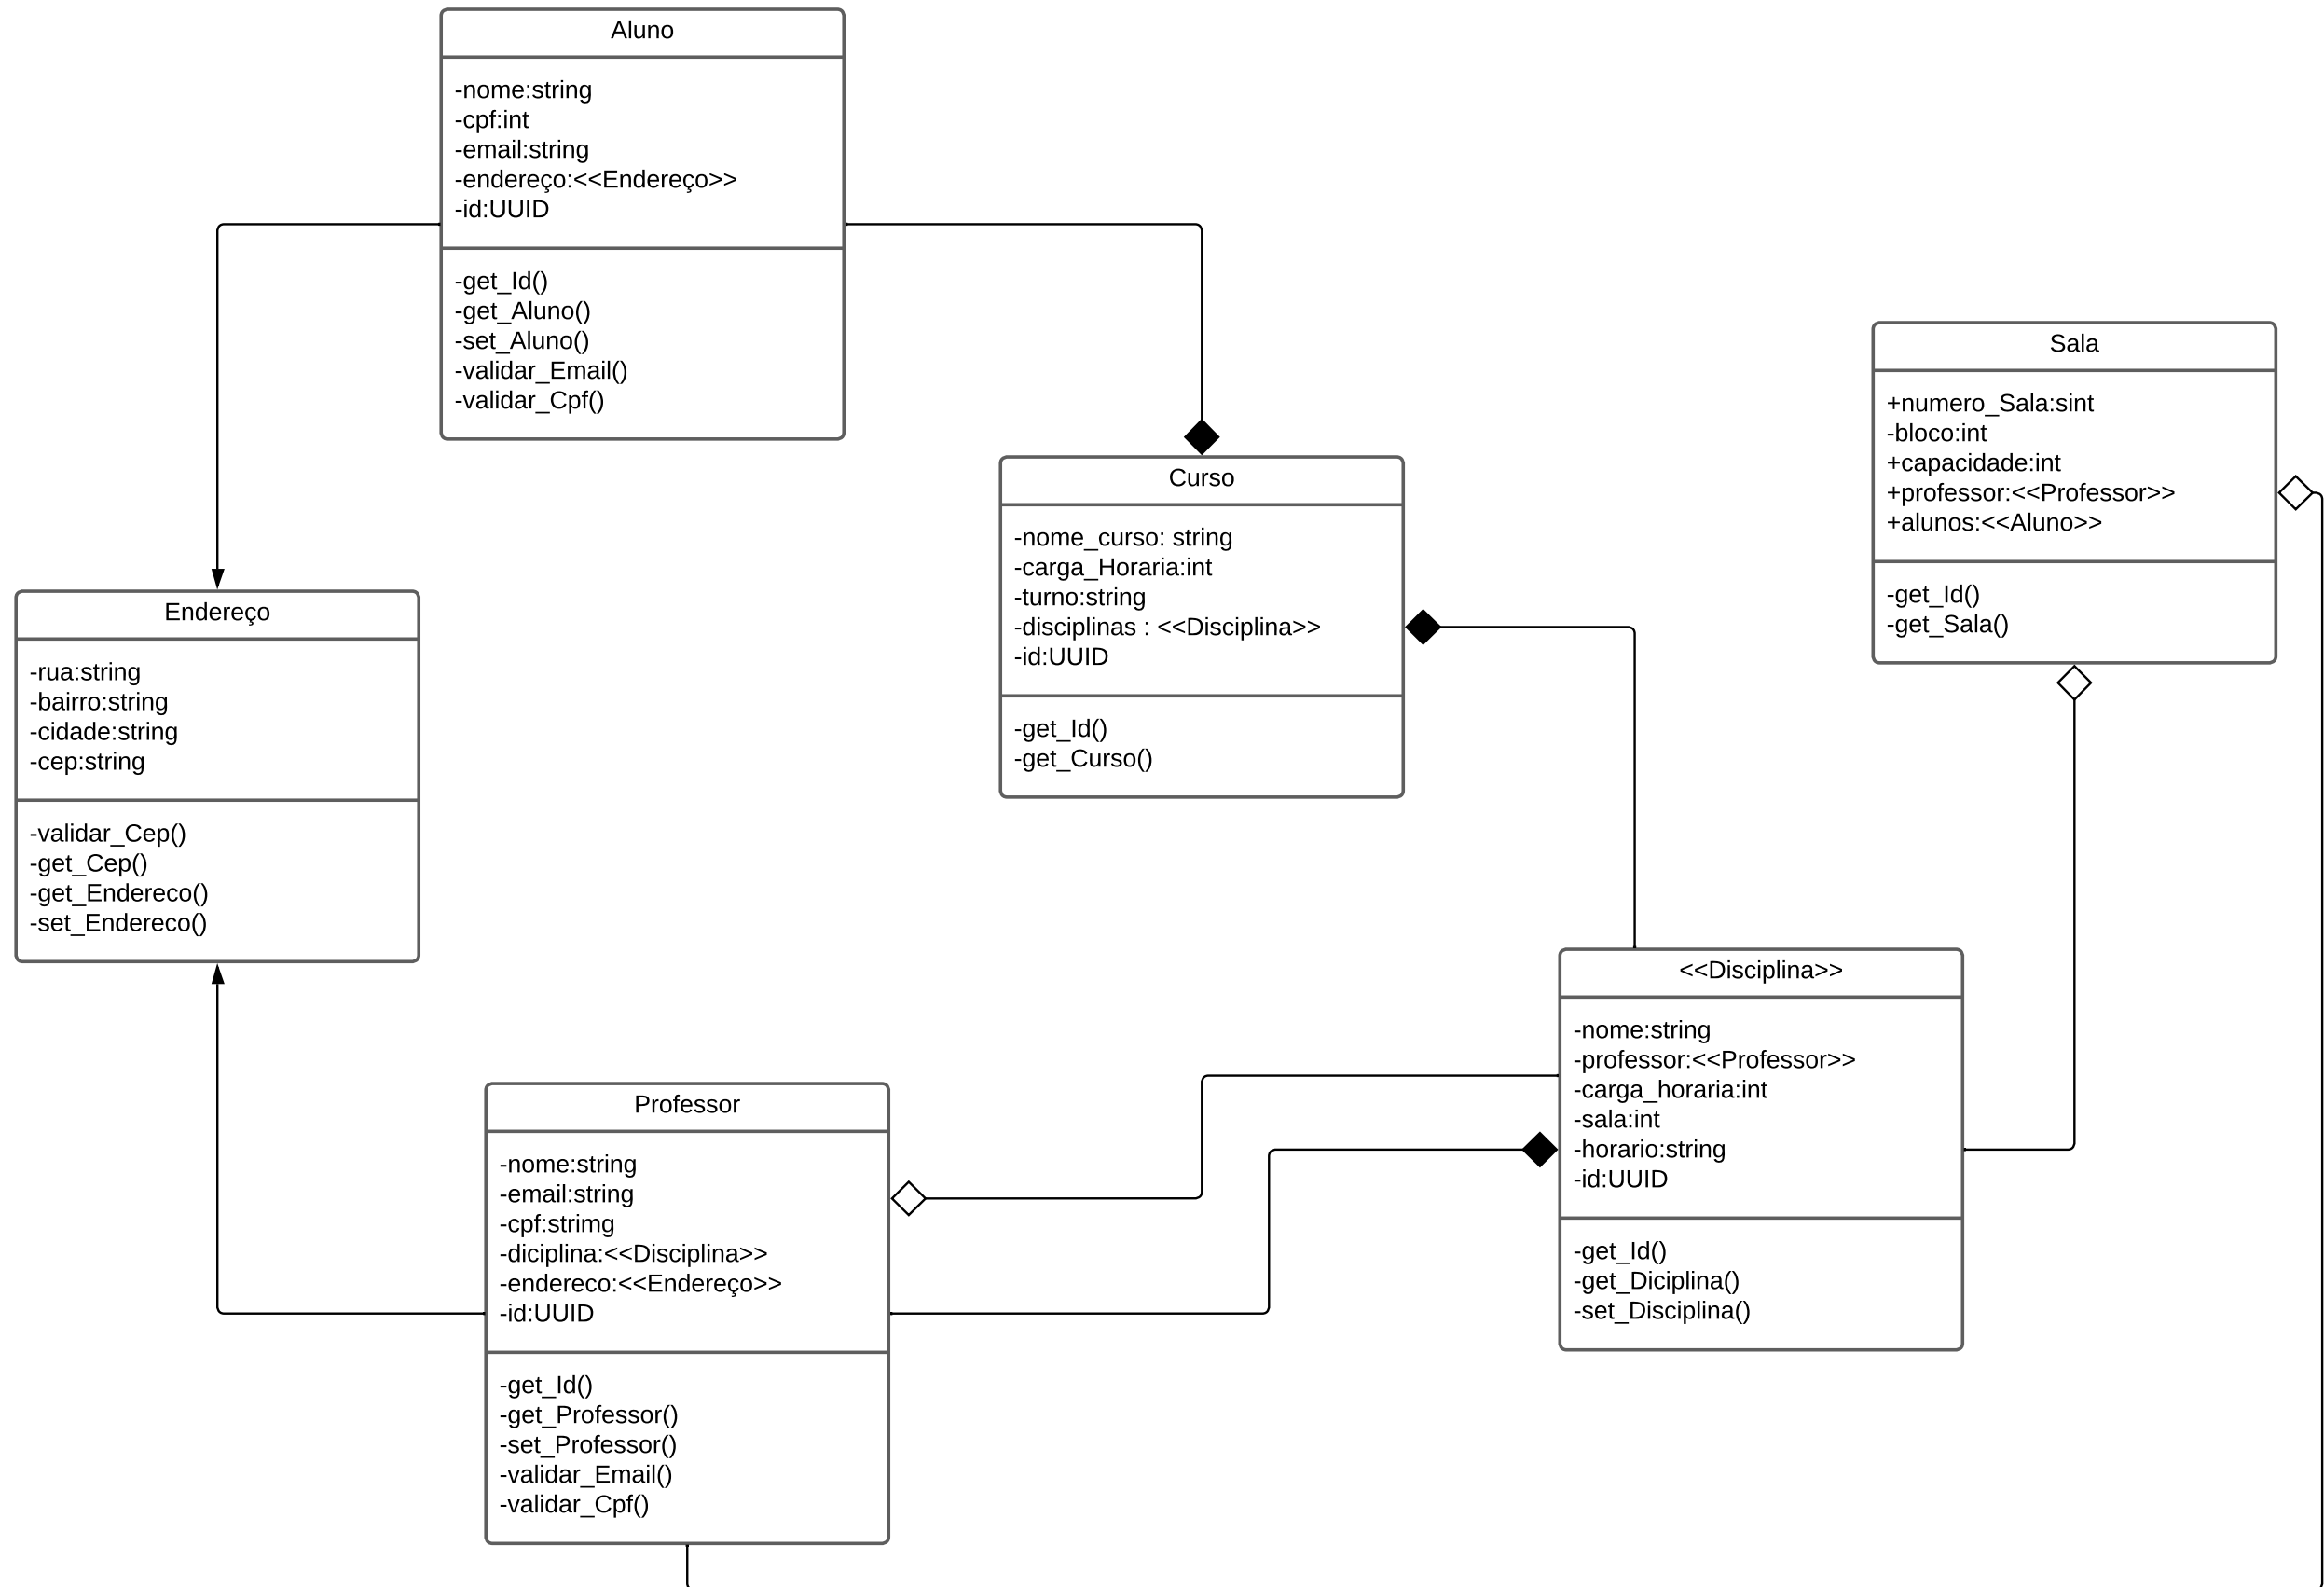 Aluno
-nome:string
-cpf:int
-email:string
-endereço:<<Endereço>>
-id:UUID
-get_Id()
-get_Aluno()
-set_Aluno()
-validar_Email()
-validar_Cpf()
Sala
+numero_Sala:sint
-bloco:int
+capacidade:int
+professor:<<Professor>>
+alunos:<<Aluno>>
-get_Id()
-get_Sala()
Curso
-nome_curso: string
-carga_Horaria:int
-turno:string
-disciplinas : <<Disciplina>>
-id:UUID
-get_Id()
-get_Curso()
Endereço
-rua:string
-bairro:string
-cidade:string
-cep:string
-validar_Cep()
-get_Cep()
-get_Endereco()
-set_Endereco()
<<Disciplina>>
-nome:string
-professor:<<Professor>>
-carga_horaria:int
-sala:int
-horario:string
-id:UUID
-get_Id()
-get_Diciplina()
-set_Disciplina()
Professor
-nome:string
-email:string
-cpf:strimg
-diciplina:<<Disciplina>>
-endereco:<<Endereço>>
-id:UUID
-get_Id()
-get_Professor()
-set_Professor()
-validar_Email()
-validar_Cpf()